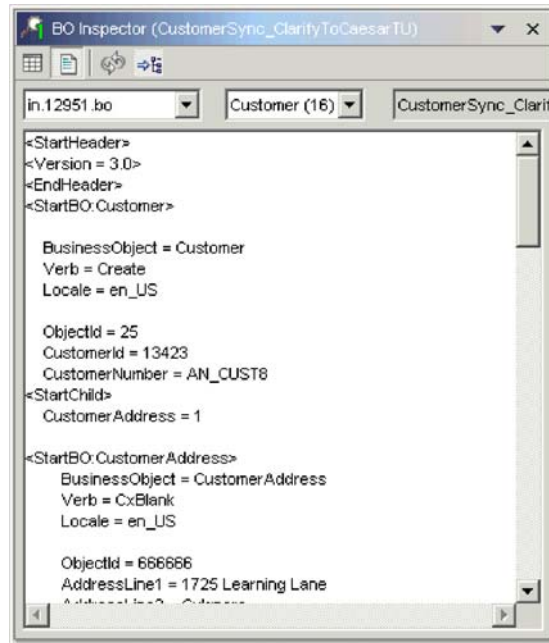 BO Inspector (CustomerSync_ClarifyToCaesarTU)
in.12951.bo Customer (16) CustomerSync_Clarif
<StartHeader>
<Version = 3.0>
<EndHeader>
<StartBO:Customer>
BusinessObject = Customer
Verb = Create
Locale = en_US
ObjectId = 25
CustomerId = 13423
CustomerNumber = AN_CUST8
<StartChild>
CustomerAddress = 1
<StartBO:CustomerAddress>
BusinessObject = CustomerAddress
Verb = CxBlank
Locale = en_US
ObjectId = 666666
AddressLine1 = 1725 Learning Lane